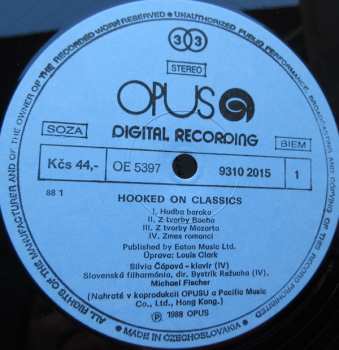 ALL RIGHTS OF THE MANUFACTURER AND OF THE OWNER OF THE RECORDED WORK RESERVED • UNAUTHORIZED PUBLIC PERFORMANCE, BROADCASTING AND COPYING OF THIS RECORD PROHIBITED
33
STEREO
OPUS
SOZA
DIGITAL RECORDING
BIEM
Kčs 44,-
OE 5397
9310 2015
1
88 1
HOOKED ON CLASSICS
I. Hudba baroka
II. Z tvorby Bacha
III. Z tvorby Mozarta
IV. Zmes romancí
Published by Eaton Music Ltd.
Úprava: Louis Clark
Silvia Čápová – klavír (IV)
Slovenská filharmónia, dir. Bystrík Režucha (IV)
Michael Fischer
(Nahraté v koprodukcii OPUSU a Pacific Music
Co., Ltd., Hong Kong.)
℗ 1988 OPUS
• MADE IN CZECHOSLOVAKIA •